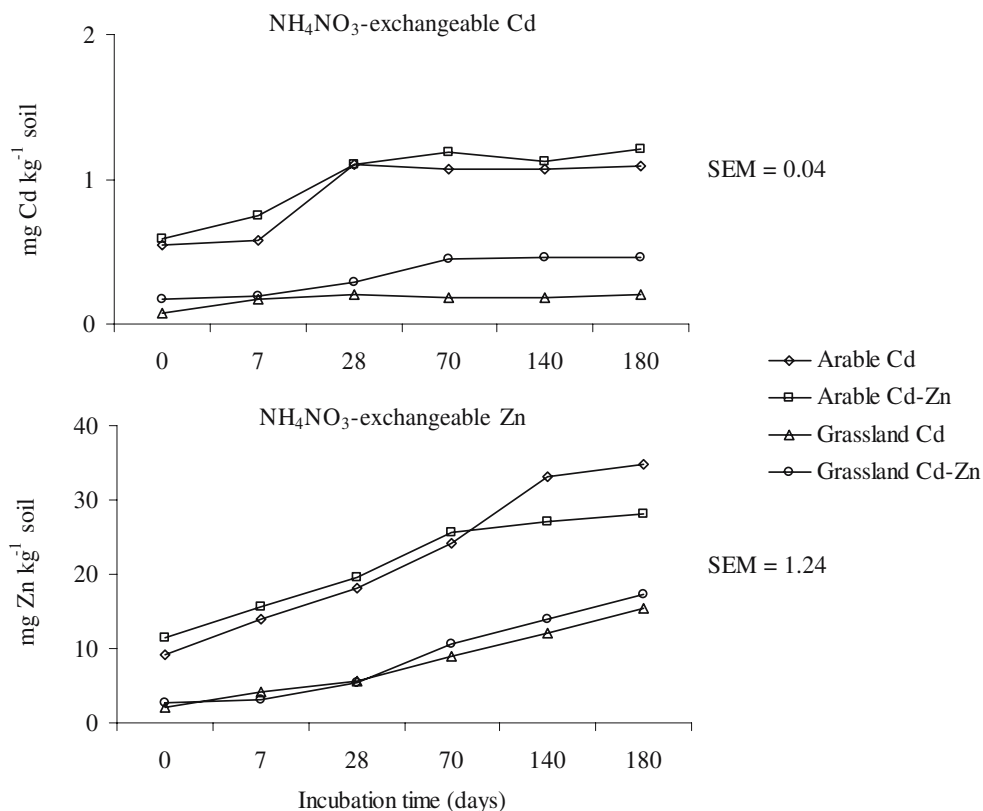 NH₄NO₃-exchangeable Cd
2
1
0
mg Cd kg⁻¹ soil
SEM = 0.04
0 7 28 70 140 180
Arable Cd
Arable Cd-Zn
Grassland Cd
Grassland Cd-Zn
NH₄NO₃-exchangeable Zn
40
30
20
10
0
mg Zn kg⁻¹ soil
SEM = 1.24
0 7 28 70 140 180
Incubation time (days)